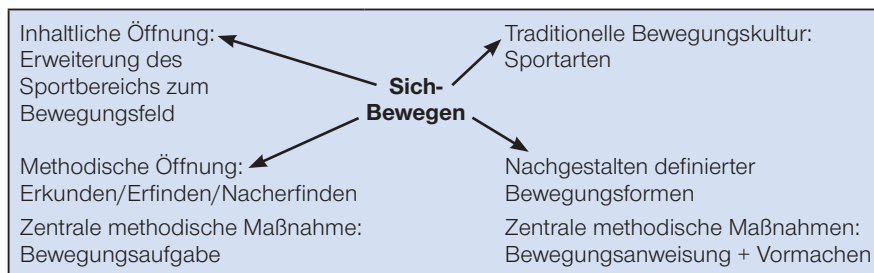 Inhaltliche Öffnung:
Erweiterung des
Sportbereichs zum
Bewegungsfeld
Traditionelle Bewegungskultur:
Sportarten
Sich-
Bewegen
Methodische Öffnung:
Erkunden/Erfinden/Nacherfinden
Zentrale methodische Maßnahme:
Bewegungsaufgabe
Nachgestalten definierter
Bewegungsformen
Zentrale methodische Maßnahmen:
Bewegungsanweisung + Vormachen